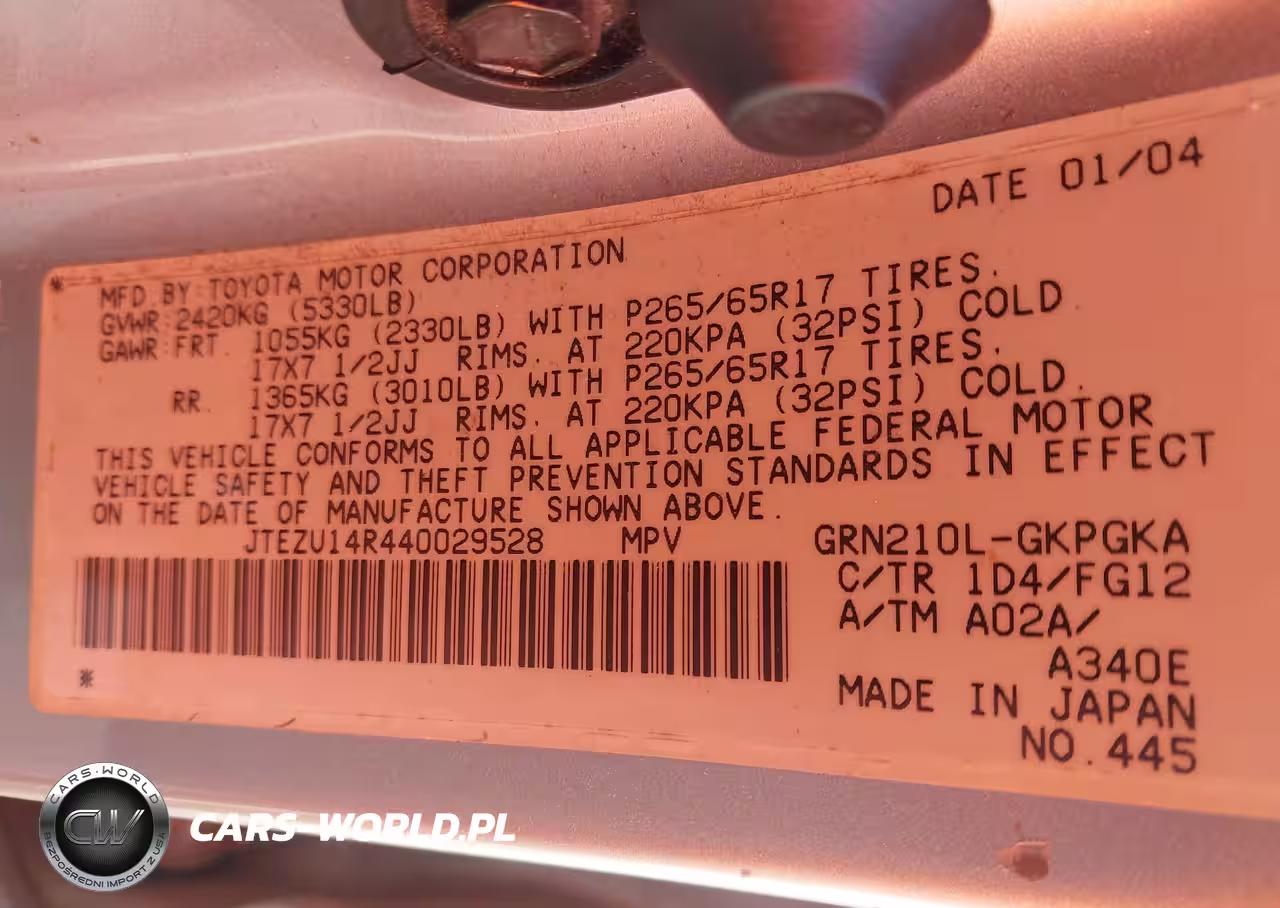 DATE 01/04
MFD BY:TOYOTA MOTOR CORPORATION
GVWR:2420KG (5330LB)
GAWR:FRT. 1055KG (2330LB) WITH P265/65R17 TIRES.
17X7 1/2JJ RIMS. AT 220KPA (32PSI) COLD.
RR. 1365KG (3010LB) WITH P265/65R17 TIRES.
17X7 1/2JJ RIMS. AT 220KPA (32PSI) COLD.
THIS VEHICLE CONFORMS TO ALL APPLICABLE FEDERAL MOTOR
VEHICLE SAFETY AND THEFT PREVENTION STANDARDS IN EFFECT
ON THE DATE OF MANUFACTURE SHOWN ABOVE.
JTEZU14R440029528 MPV GRN210L-GKPGKA
C/TR 1D4/FG12
A/TM A02A/
A340E
MADE IN JAPAN
NO.445
CARS-WORLD
CW
BEZPOŚREDNI IMPORT Z USA
CARS WORLD.PL